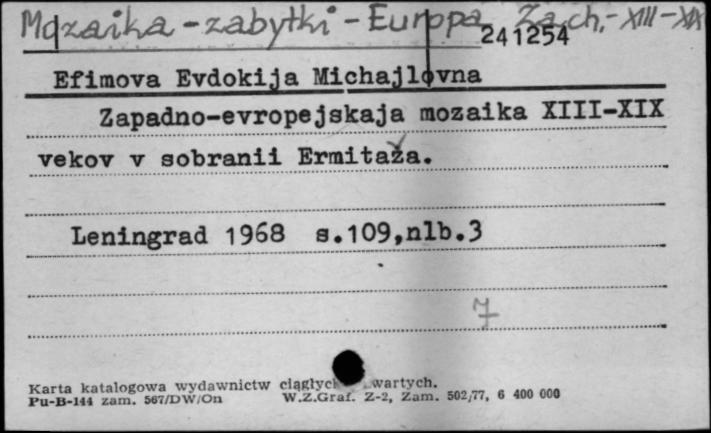 Mozaika - zabytki - Europa Zach. - XIII - XIX
241254
Efimova Evdokija Michajlovna
Zapadno-evropejskaja mozaika XIII-XIX
vekov v sobranii Ermitaža.
Leningrad 1968 s.109,nlb.3
7
Karta katalogowa wydawnictw wartych.
Pu-B-144 zam. 567/DW/On W.Z.Graf. Z-2, Zam. 502/77, 6 400 000